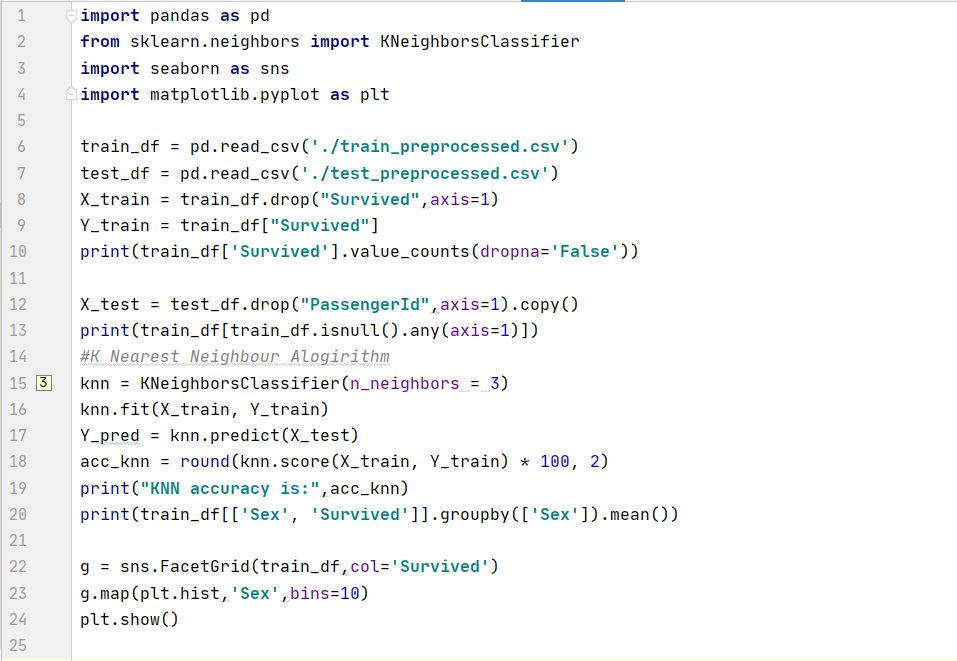 1 import pandas as pd
2 from sklearn.neighbors import KNeighborsClassifier
3 import seaborn as sns
4 import matplotlib.pyplot as plt
5
6 train_df = pd.read_csv('./train_preprocessed.csv')
7 test_df = pd.read_csv('./test_preprocessed.csv')
8 X_train = train_df.drop("Survived",axis=1)
9 Y_train = train_df["Survived"]
10 print(train_df['Survived'].value_counts(dropna='False'))
11
12 X_test = test_df.drop("PassengerId",axis=1).copy()
13 print(train_df[train_df.isnull().any(axis=1)])
14 #K Nearest Neighbour Alogirithm
15 3 knn = KNeighborsClassifier(n_neighbors = 3)
16 knn.fit(X_train, Y_train)
17 Y_pred = knn.predict(X_test)
18 acc_knn = round(knn.score(X_train, Y_train) * 100, 2)
19 print("KNN accuracy is:",acc_knn)
20 print(train_df[['Sex', 'Survived']].groupby(['Sex']).mean())
21
22 g = sns.FacetGrid(train_df,col='Survived')
23 g.map(plt.hist,'Sex',bins=10)
24 plt.show()
25